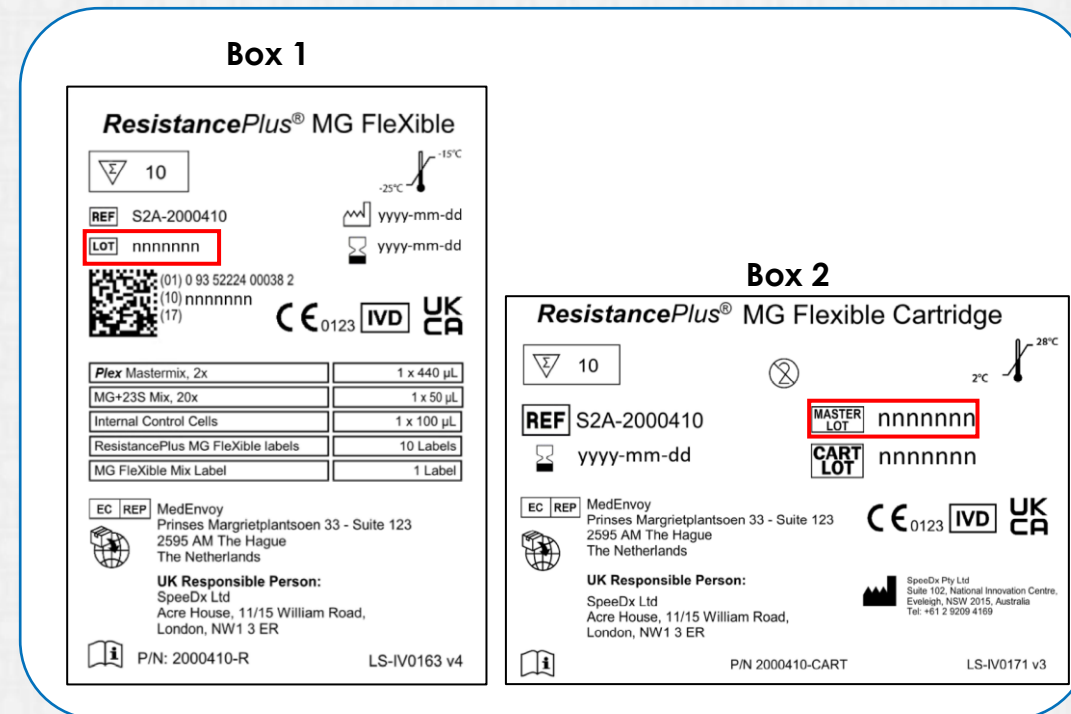 Box 1
ResistancePlus® MG FleXible
Σ 10
-15°C
-25°C
REF S2A-2000410
yyyy-mm-dd
LOT nnnnnnn
yyyy-mm-dd
(01) 0 93 52224 00038 2
(10) nnnnnnn
(17)
CE 0123 IVD UK CA
Plex Mastermix, 2x 1 x 440 µL
MG+23S Mix, 20x 1 x 50 µL
Internal Control Cells 1 x 100 µL
ResistancePlus MG FleXible labels 10 Labels
MG FleXible Mix Label 1 Label
EC REP MedEnvoy
Prinses Margrietplantsoen 33 - Suite 123
2595 AM The Hague
The Netherlands
UK Responsible Person:
SpeeDx Ltd
Acre House, 11/15 William Road,
London, NW1 3 ER
i P/N: 2000410-R LS-IV0163 v4
Box 2
ResistancePlus® MG Flexible Cartridge
Σ 10
2
28°C
2°C
REF S2A-2000410
MASTER LOT nnnnnnn
yyyy-mm-dd
CART LOT nnnnnnn
EC REP MedEnvoy
Prinses Margrietplantsoen 33 - Suite 123
2595 AM The Hague
The Netherlands
CE 0123 IVD UK CA
UK Responsible Person:
SpeeDx Ltd
Acre House, 11/15 William Road,
London, NW1 3 ER
SpeeDx Pty Ltd
Suite 102, National Innovation Centre,
Eveleigh, NSW 2015, Australia
Tel: +61 2 9209 4169
i P/N 2000410-CART LS-IV0171 v3